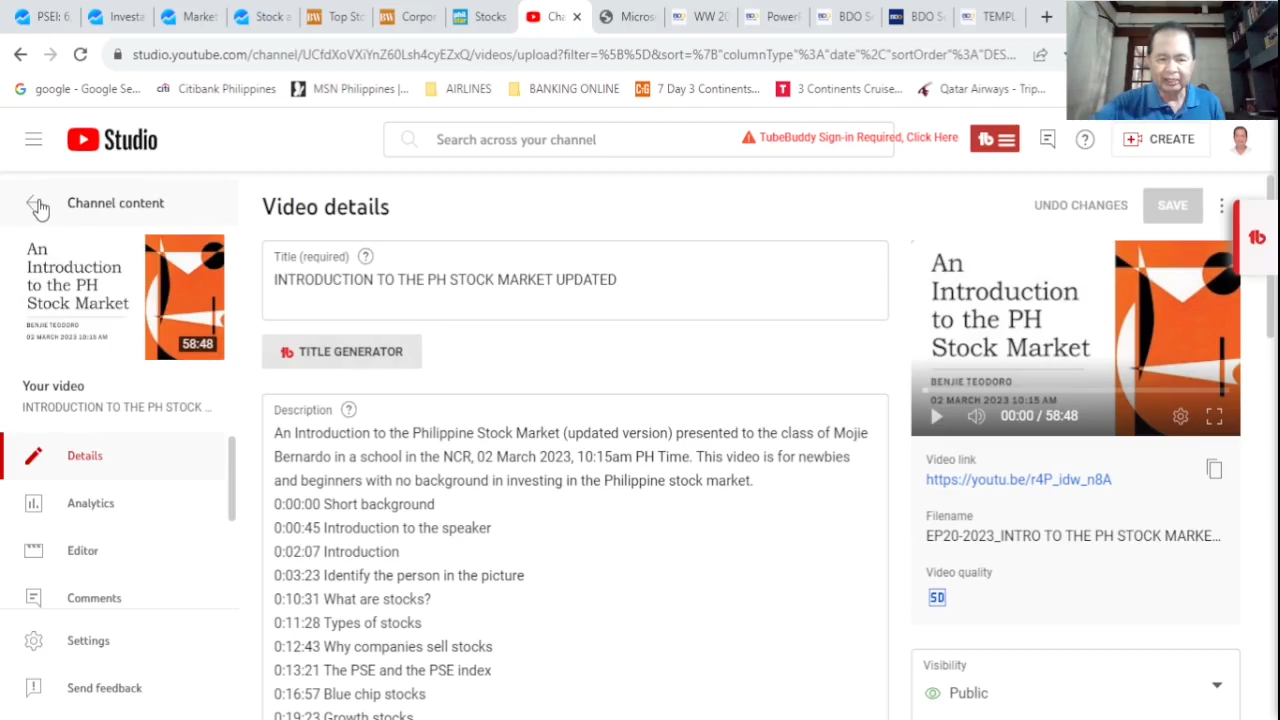 PSEI: 6,
Investa
Market
Stock a
Top Sto
Corpor
Stocks
Cha
Micros
WW 20
PowerP
BDO Se
BDO Se
TEMPL
studio.youtube.com/channel/UCfdXoVXiYnZ60Lsh4cyEZxQ/videos/upload?filter=%5B%5D&sort=%7B"columnType"%3A"date"%2C"sortOrder"%3A"DES...
google - Google Se...
citi Citibank Philippines
MSN Philippines |...
AIRLINES
BANKING ONLINE
7 Day 3 Continents...
3 Continents Cruise...
Qatar Airways - Trip...
Studio
Search across your channel
TubeBuddy Sign-in Required, Click Here
CREATE
Channel content
Video details
UNDO CHANGES
SAVE
An
Introduction
to the PH
Stock Market
BENJIE TEODORO
02 MARCH 2023 10:15 AM
58:48
Title (required)
INTRODUCTION TO THE PH STOCK MARKET UPDATED
TITLE GENERATOR
An
Introduction
to the PH
Stock Market
BENJIE TEODORO
02 MARCH 2023 10:15 AM
00:00 / 58:48
Your video
INTRODUCTION TO THE PH STOCK ...
Details
Analytics
Editor
Comments
Settings
Send feedback
Description
An Introduction to the Philippine Stock Market (updated version) presented to the class of Mojie
Bernardo in a school in the NCR, 02 March 2023, 10:15am PH Time. This video is for newbies
and beginners with no background in investing in the Philippine stock market.
0:00:00 Short background
0:00:45 Introduction to the speaker
0:02:07 Introduction
0:03:23 Identify the person in the picture
0:10:31 What are stocks?
0:11:28 Types of stocks
0:12:43 Why companies sell stocks
0:13:21 The PSE and the PSE index
0:16:57 Blue chip stocks
0:19:23 Growth stocks
Video link
https://youtu.be/r4P_idw_n8A
Filename
EP20-2023_INTRO TO THE PH STOCK MARKE...
Video quality
SD
Visibility
Public